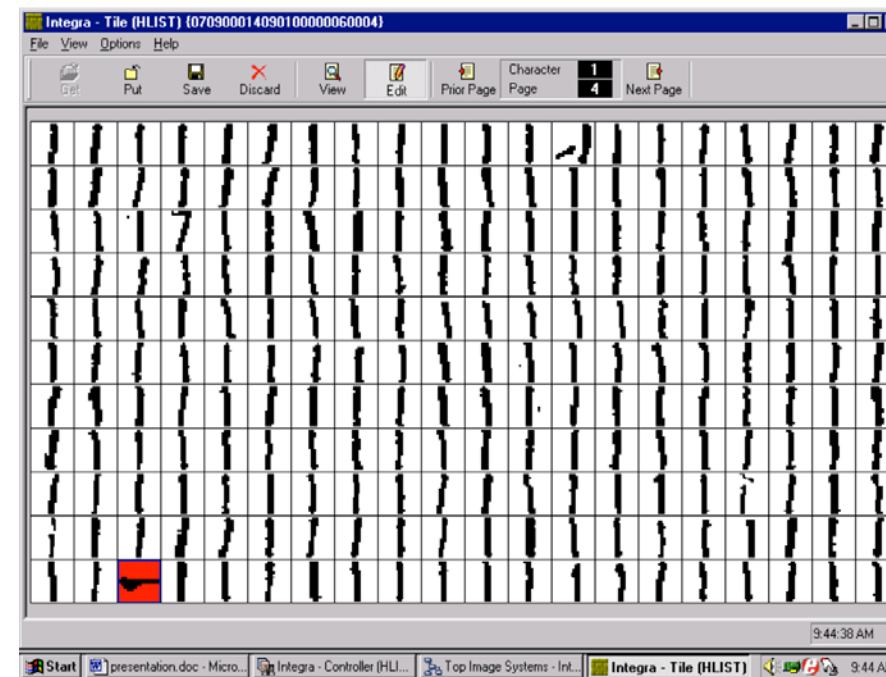 Integra - Tile (HLIST) {07090001409010000006​0004}
File View Options Help
Get Put Save Discard View Edit Prior Page Character Page 1 4 Next Page
9:44:38 AM
Start presentation.doc - Micro... Integra - Controller (HLI... Top Image Systems - Int... Integra - Tile (HLIST) 9:44 A